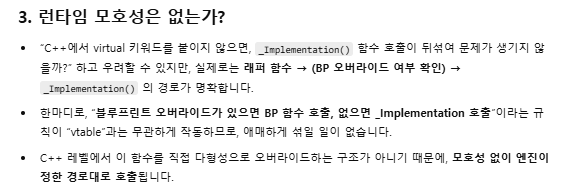 3. 런타임 모호성은 없는가?
• "C++에서 virtual 키워드를 붙이지 않으면, _Implementation() 함수 호출이 뒤섞여 문제가 생기지 않
을까?" 하고 우려할 수 있지만, 실제로는 래퍼 함수 → (BP 오버라이드 여부 확인) →
_Implementation() 의 경로가 명확합니다.
• 한마디로, "블루프린트 오버라이드가 있으면 BP 함수 호출, 없으면 _Implementation 호출"이라는 규
칙이 "vtable"과는 무관하게 작동하므로, 애매하게 섞일 일이 없습니다.
• C++ 레벨에서 이 함수를 직접 다형성으로 오버라이드하는 구조가 아니기 때문에, 모호성 없이 엔진이
정한 경로대로 호출됩니다.